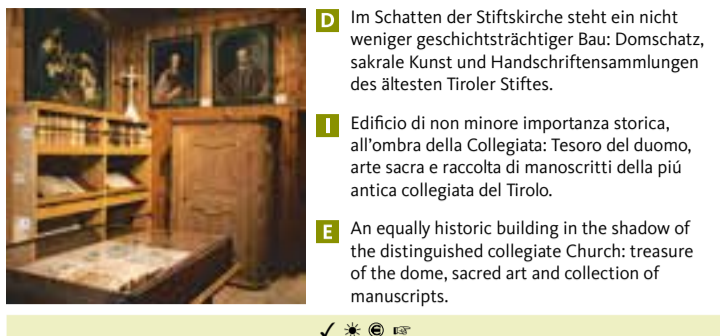 D Im Schatten der Stiftskirche steht ein nicht
weniger geschichtsträchtiger Bau: Domschatz,
sakrale Kunst und Handschriftensammlungen
des ältesten Tiroler Stiftes.
I Edificio di non minore importanza storica,
all'ombra della Collegiata: Tesoro del duomo,
arte sacra e raccolta di manoscritti della piú
antica collegiata del Tirolo.
E An equally historic building in the shadow of
the distinguished collegiate Church: treasure
of the dome, sacred art and collection of
manuscripts.
✓ ☀ € ☞